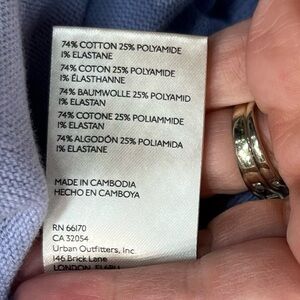 74% COTTON 25% POLYAMIDE
1% ELASTANE
74% COTON 25% POLYAMIDE
1% ÉLASTHANNE
74% BAUMWOLLE 25% POLYAMID
1% ELASTAN
74% COTONE 25% POLIAMMIDE
1% ELASTAN
74% ALGODÓN 25% POLIAMIDA
1% ELASTANE
MADE IN CAMBODIA
HECHO EN CAMBOYA
RN 66170
CA 32054
Urban Outfitters, Inc.
146 Brick Lane
LONDON, E1 6RU